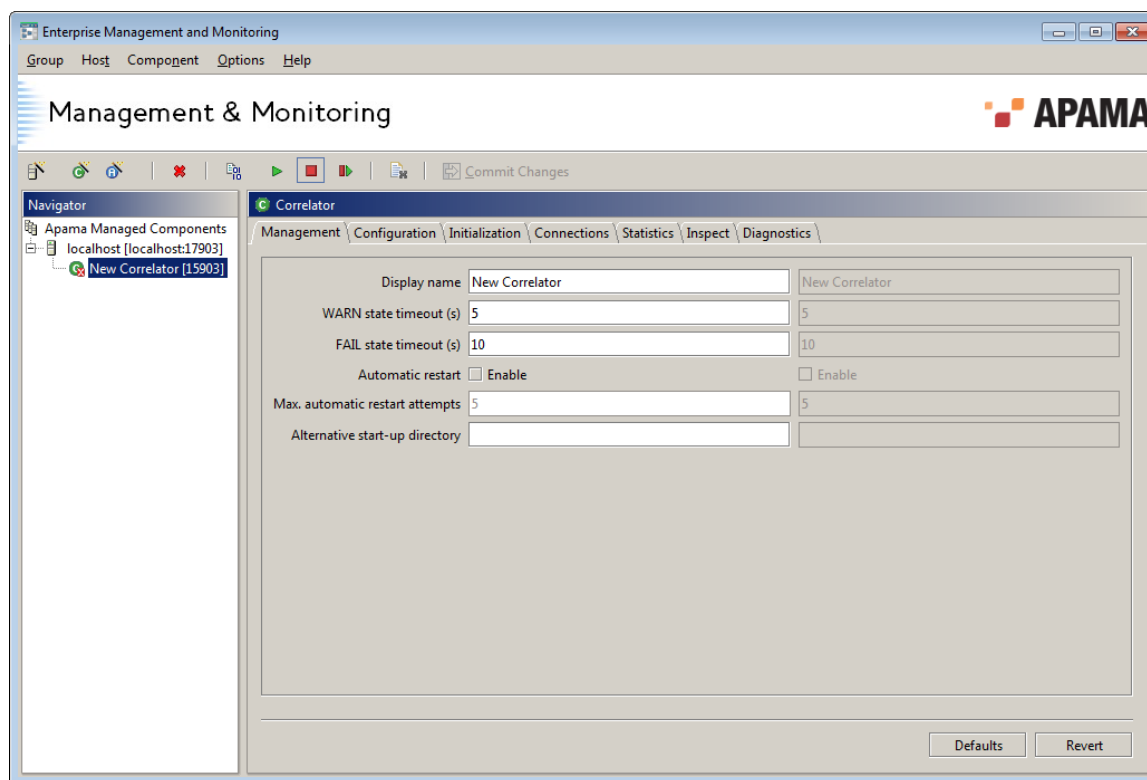 Enterprise Management and Monitoring
Group Host Component Options Help
Management & Monitoring
APAMA
Commit Changes
Navigator
Apama Managed Components
localhost [localhost:17903]
New Correlator [15903]
Correlator
Management Configuration Initialization Connections Statistics Inspect Diagnostics
Display name New Correlator New Correlator
WARN state timeout (s) 5 5
FAIL state timeout (s) 10 10
Automatic restart Enable Enable
Max. automatic restart attempts 5 5
Alternative start-up directory
Defaults Revert